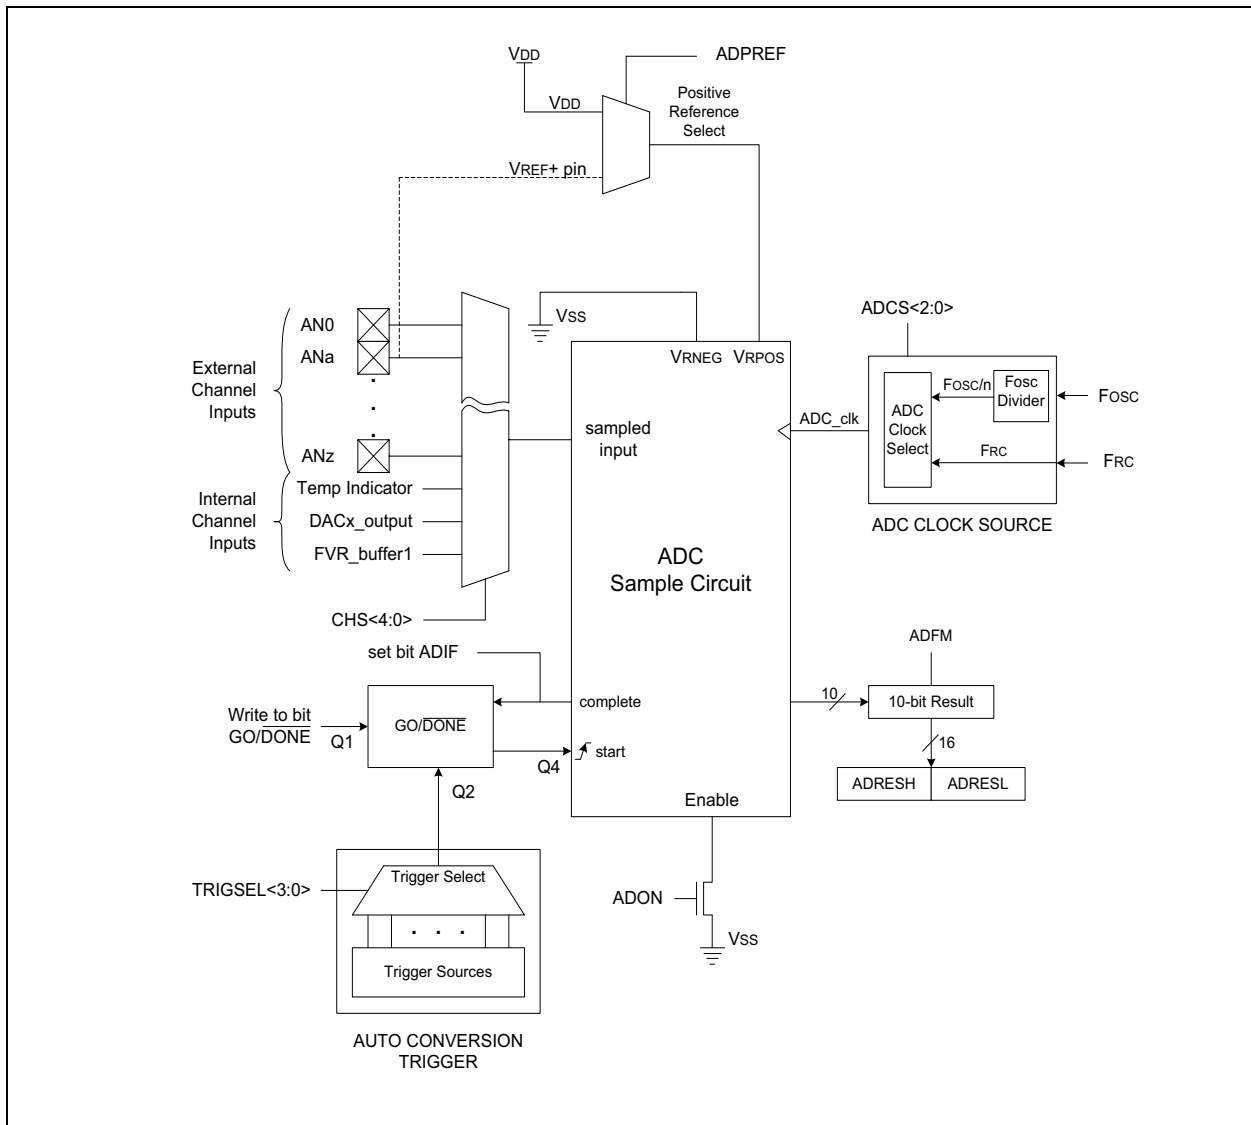 VDD
ADPREF
VDD
Positive
Reference
Select
VREF+ pin
External
Channel
Inputs
AN0
ANa
ANz
Internal
Channel
Inputs
Temp Indicator
DACx_output
FVR_buffer1
CHS<4:0>
VSS
VRNEG VRPOS
sampled
input
ADC_clk
ADC
Sample Circuit
ADCS<2:0>
ADC
Clock
Select
FOSC/n
Fosc
Divider
FOSC
FRC
FRC
ADC CLOCK SOURCE
set bit ADIF
complete
Write to bit
GO/DONE
Q1
GO/DONE
Q4
start
Q2
Enable
ADFM
10
10-bit Result
16
ADRESH ADRESL
TRIGSEL<3:0>
Trigger Select
. . .
Trigger Sources
AUTO CONVERSION
TRIGGER
ADON
VSS